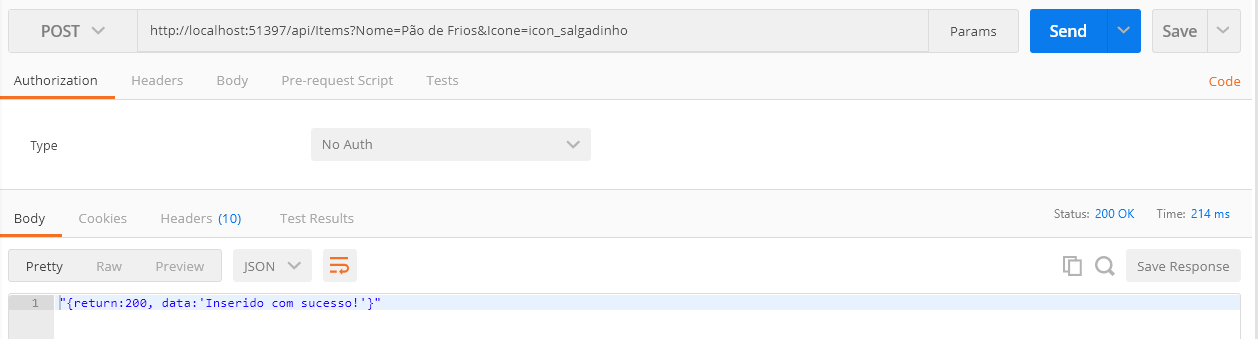 POST http://localhost:51397/api/Items?Nome=Pão de Frios&Icone=icon_salgadinho Params Send Save
Authorization Headers Body Pre-request Script Tests Code
Type No Auth
Body Cookies Headers (10) Test Results Status: 200 OK Time: 214 ms
Pretty Raw Preview JSON Save Response
1 "{return:200, data:'Inserido com sucesso!'}"